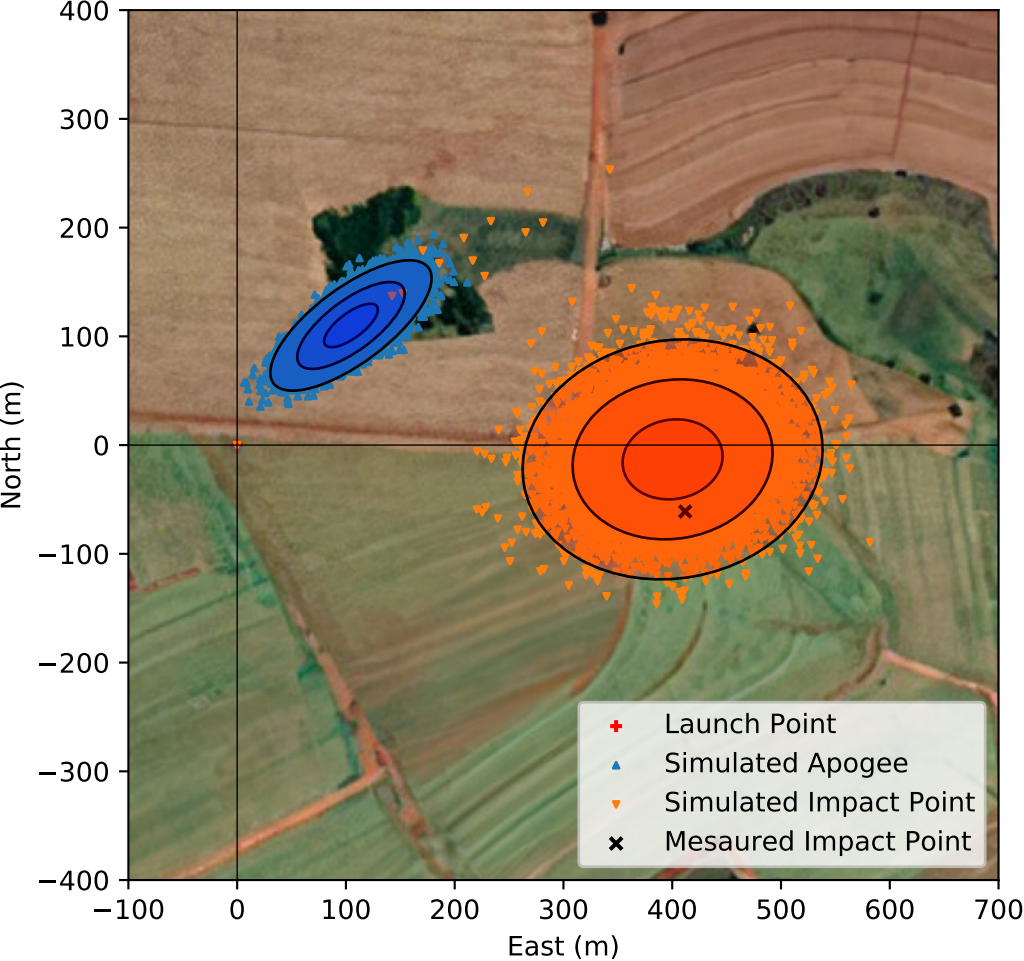 400
300
200
100
0
−100
−200
−300
−400
North (m)
Launch Point
Simulated Apogee
Simulated Impact Point
Mesaured Impact Point
−100 0 100 200 300 400 500 600 700
East (m)